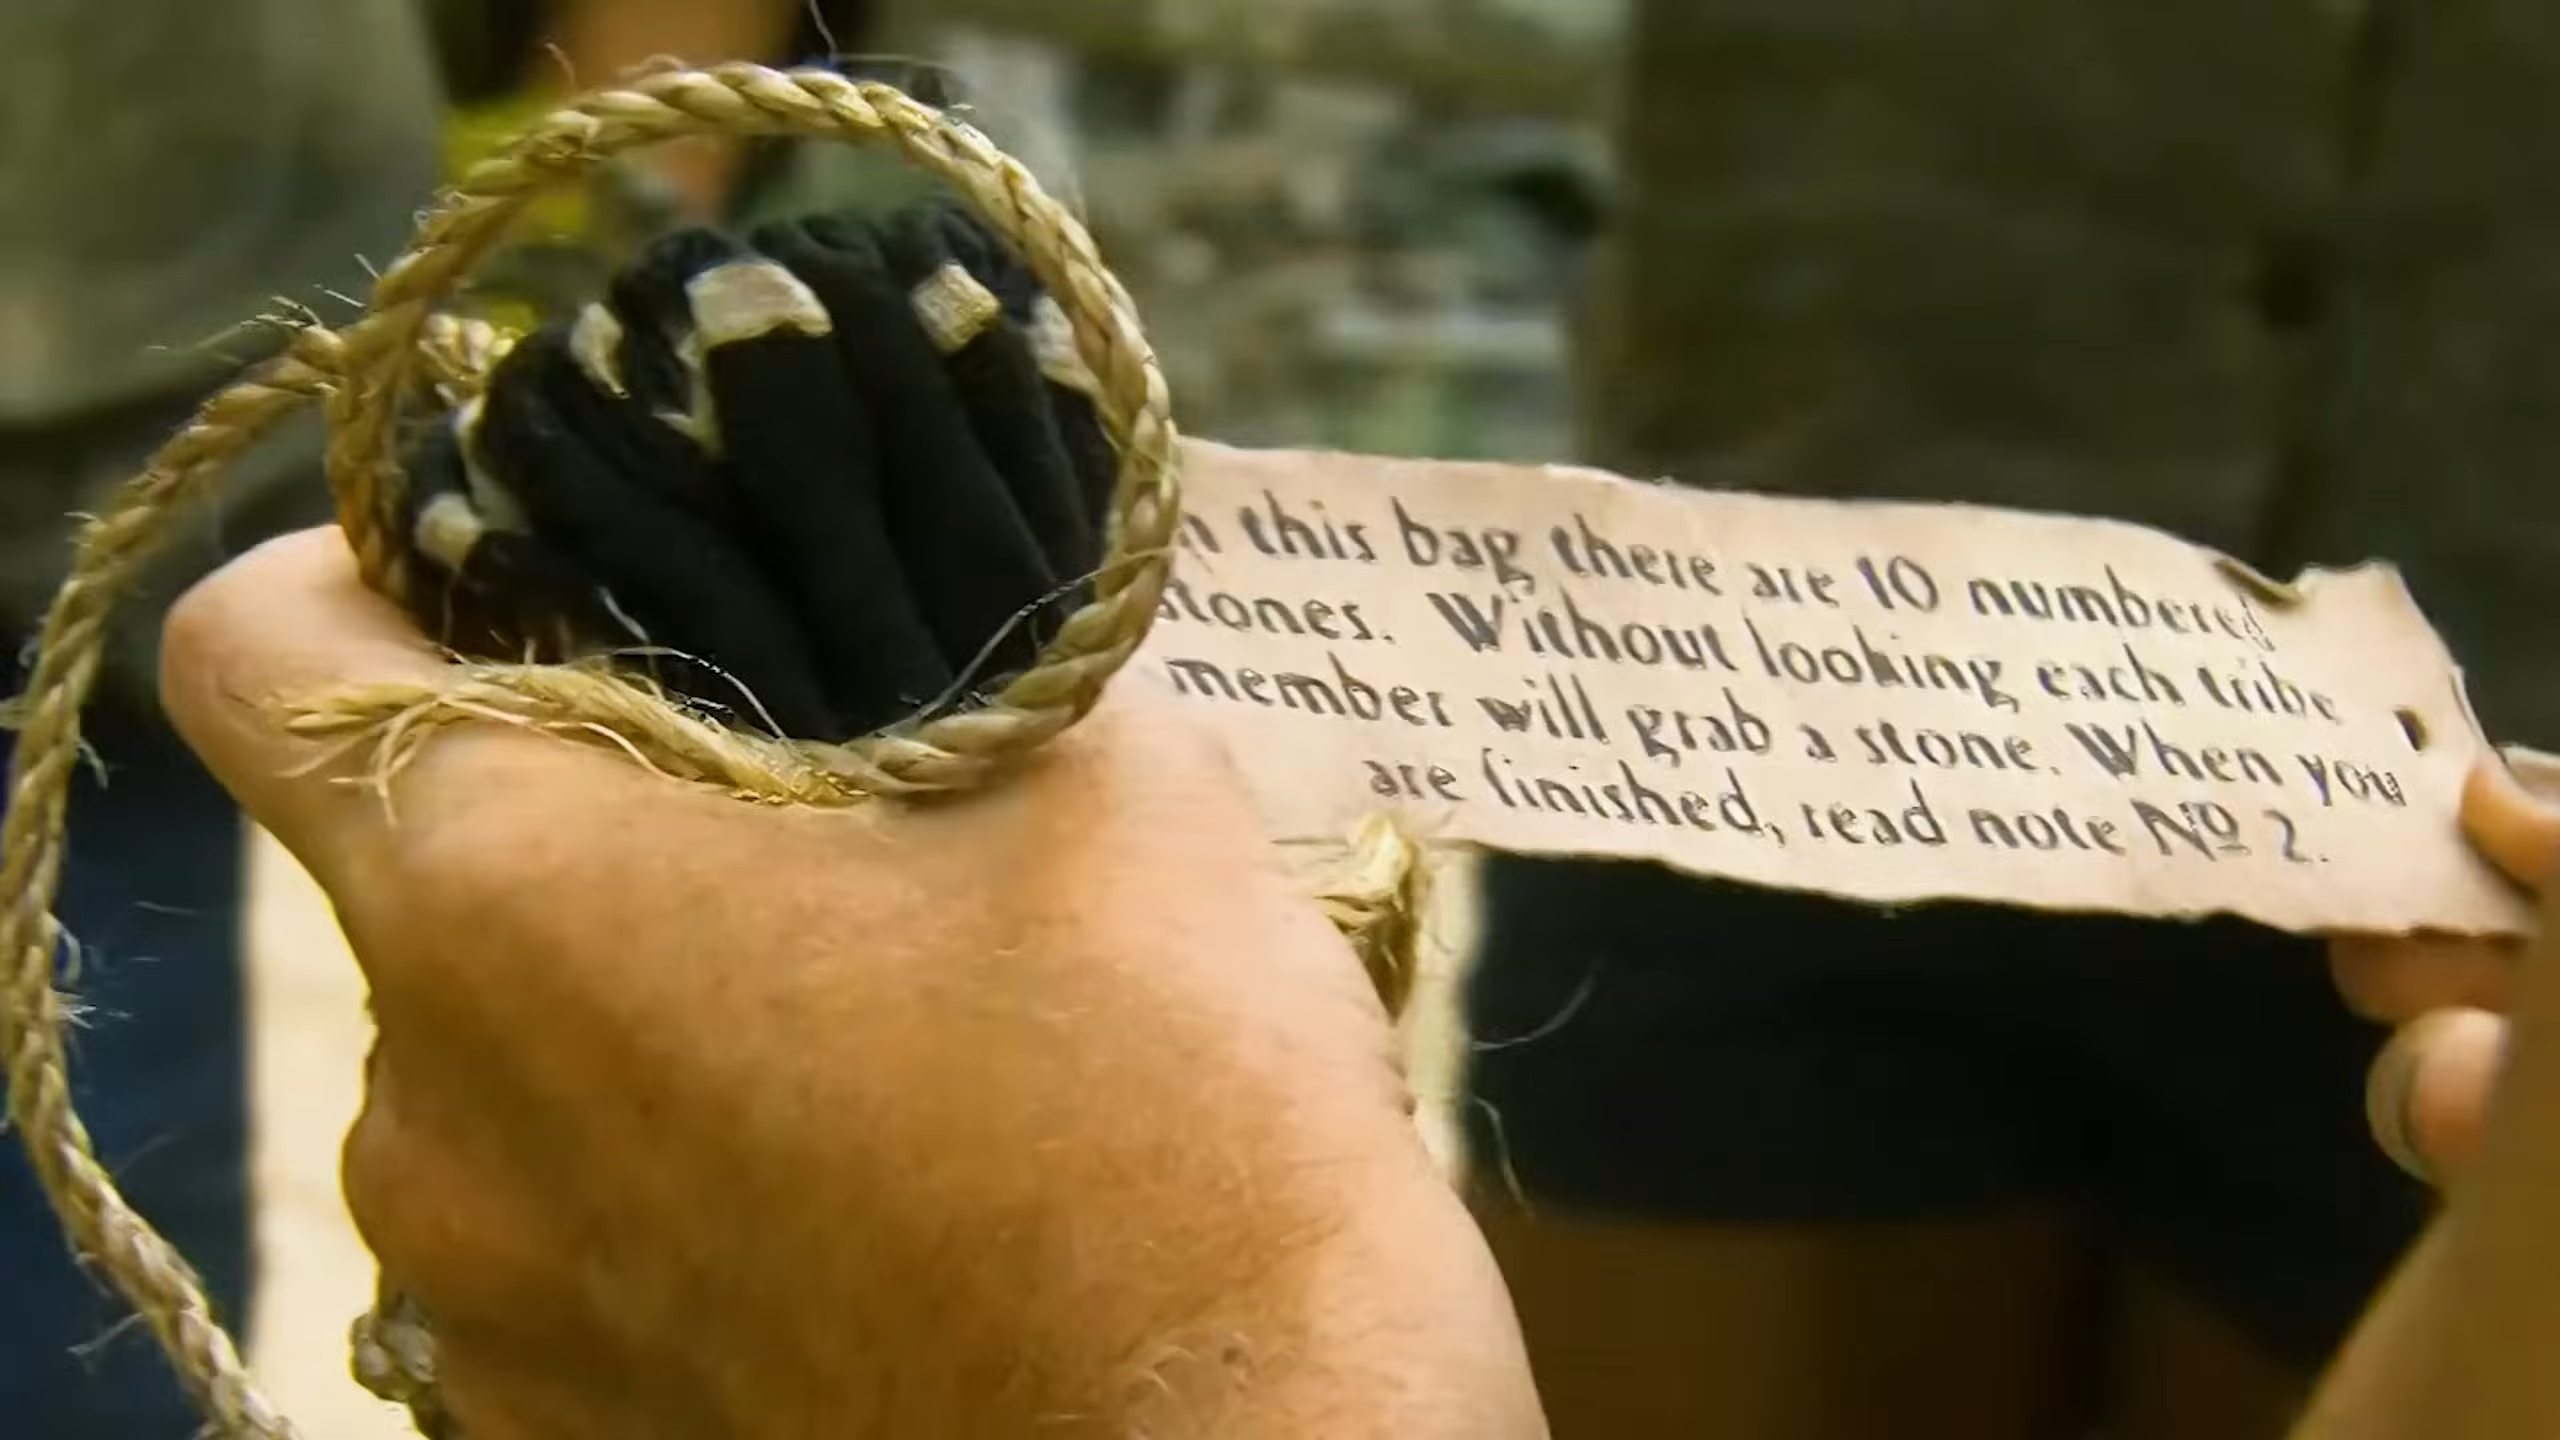 n this bag there are 10 numbered
stones. Without looking each tribe
member will grab a stone. When you
are finished, read note Nº 2.